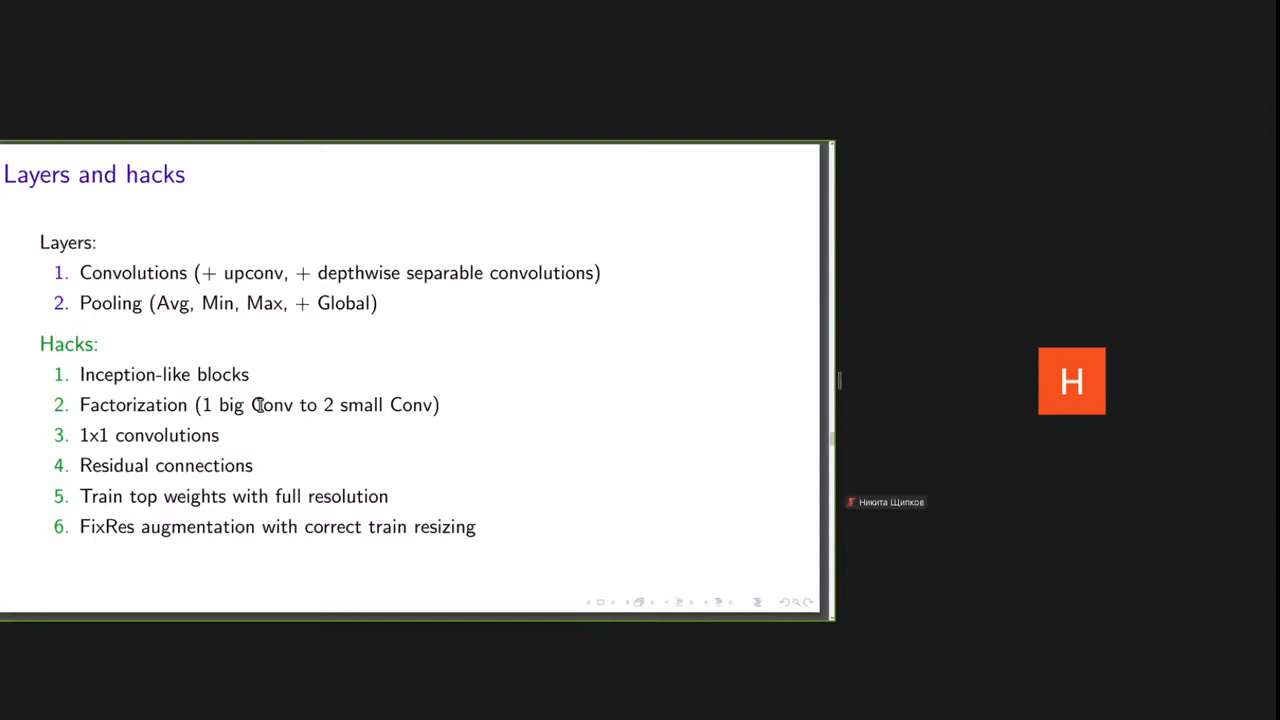 Layers and hacks
Layers:
1. Convolutions (+ upconv, + depthwise separable convolutions)
2. Pooling (Avg, Min, Max, + Global)
Hacks:
1. Inception-like blocks
2. Factorization (1 big Conv to 2 small Conv)
3. 1x1 convolutions
4. Residual connections
5. Train top weights with full resolution
6. FixRes augmentation with correct train resizing
Н
Никита Щипков